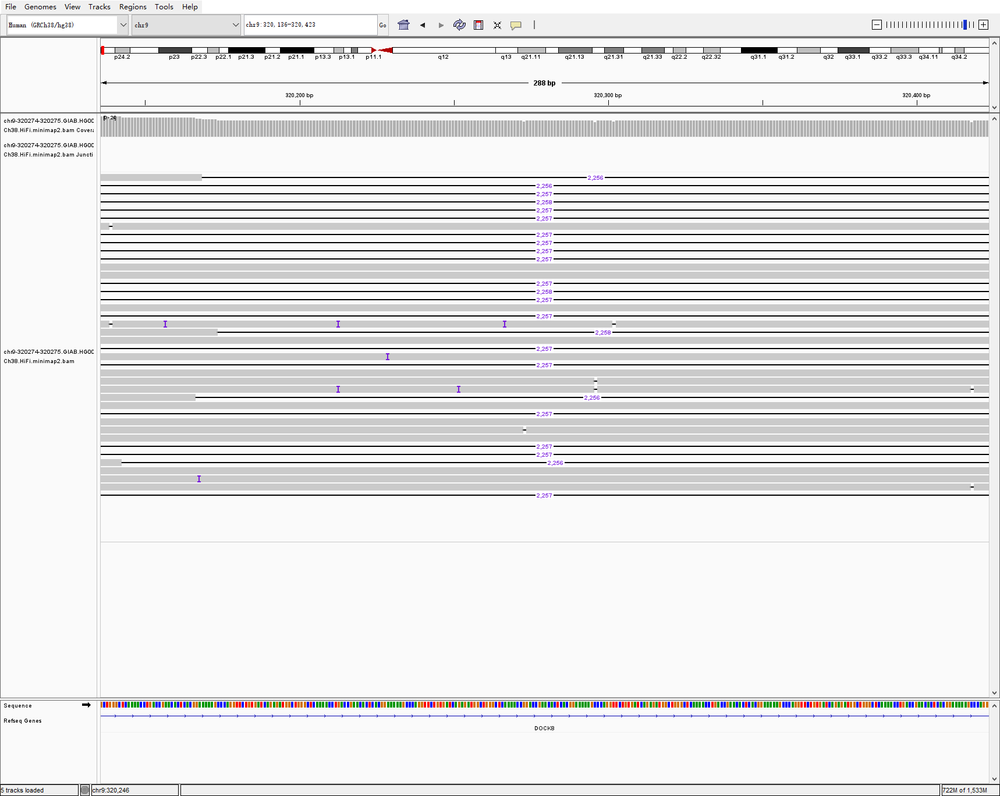 File Genomes View Tracks Regions Tools Help
Human (GRCh38/hg38) chr9 chr9:320,136-320,423 Go
p24.2 p23 p22.3 p22.1 p21.3 p21.2 p21.1 p13.3 p13.1 p11.1 q12 q13 q21.11 q21.13 q21.31 q21.33 q22.2 q22.32 q31.1 q31.2 q32 q33.1 q33.2 q33.3 q34.11 q34.2
288 bp
320,200 bp 320,300 bp 320,400 bp
chr9-320274-320275.GIAB.HG00
Ch38.HiFi.minimap2.bam Covera
chr9-320274-320275.GIAB.HG00
Ch38.HiFi.minimap2.bam Juncti
2,256
2,256
2,257
2,258
2,257
2,257
2,257
2,257
2,257
2,257
2,257
2,258
2,257
2,257
2,258
2,257
chr9-320274-320275.GIAB.HG00
Ch38.HiFi.minimap2.bam
2,257
2,256
2,257
2,257
2,257
2,256
2,257
Sequence
Refseq Genes
DOCK8
5 tracks loaded chr9:320,246 722M of 1,533M